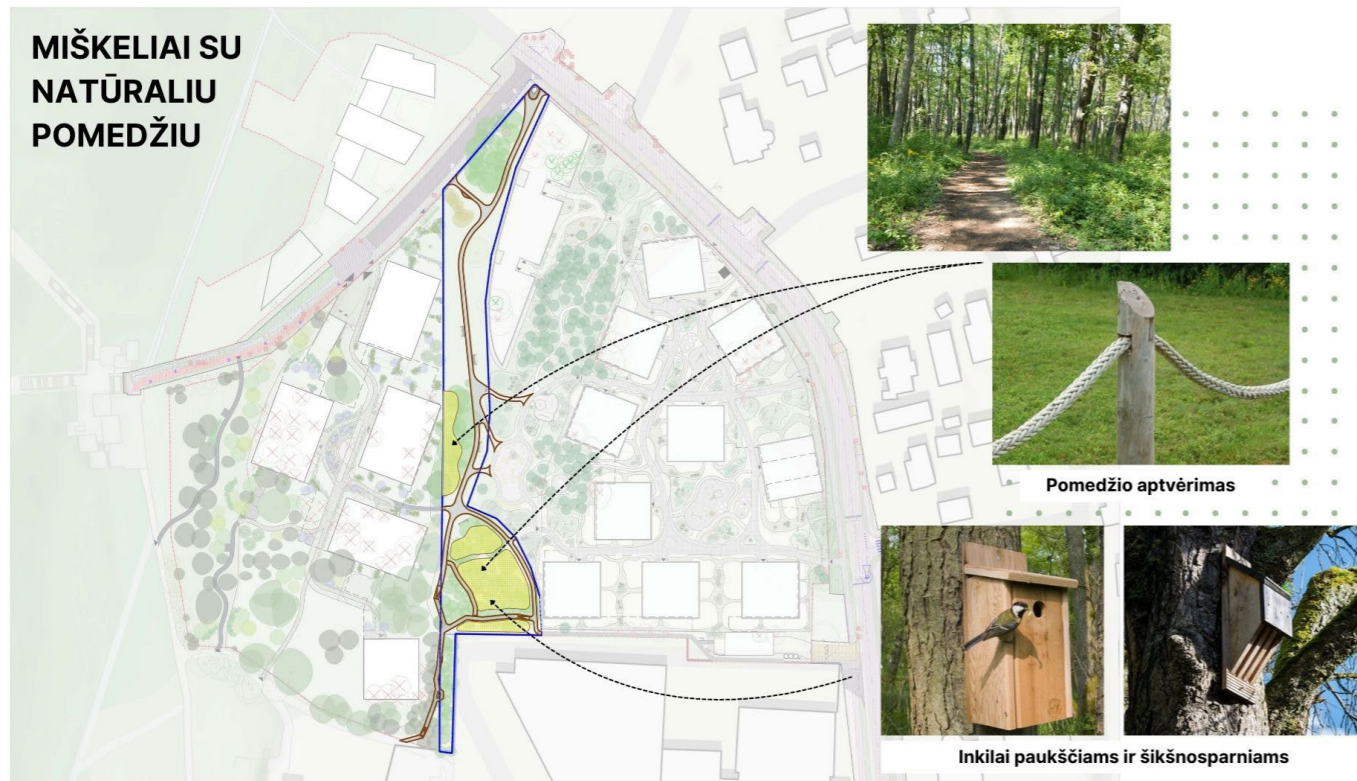 MIŠKELIAI SU
NATŪRALIU
POMEDŽIU
Pomedžio aptvėrimas
Inkilai paukščiams ir šikšnosparniams